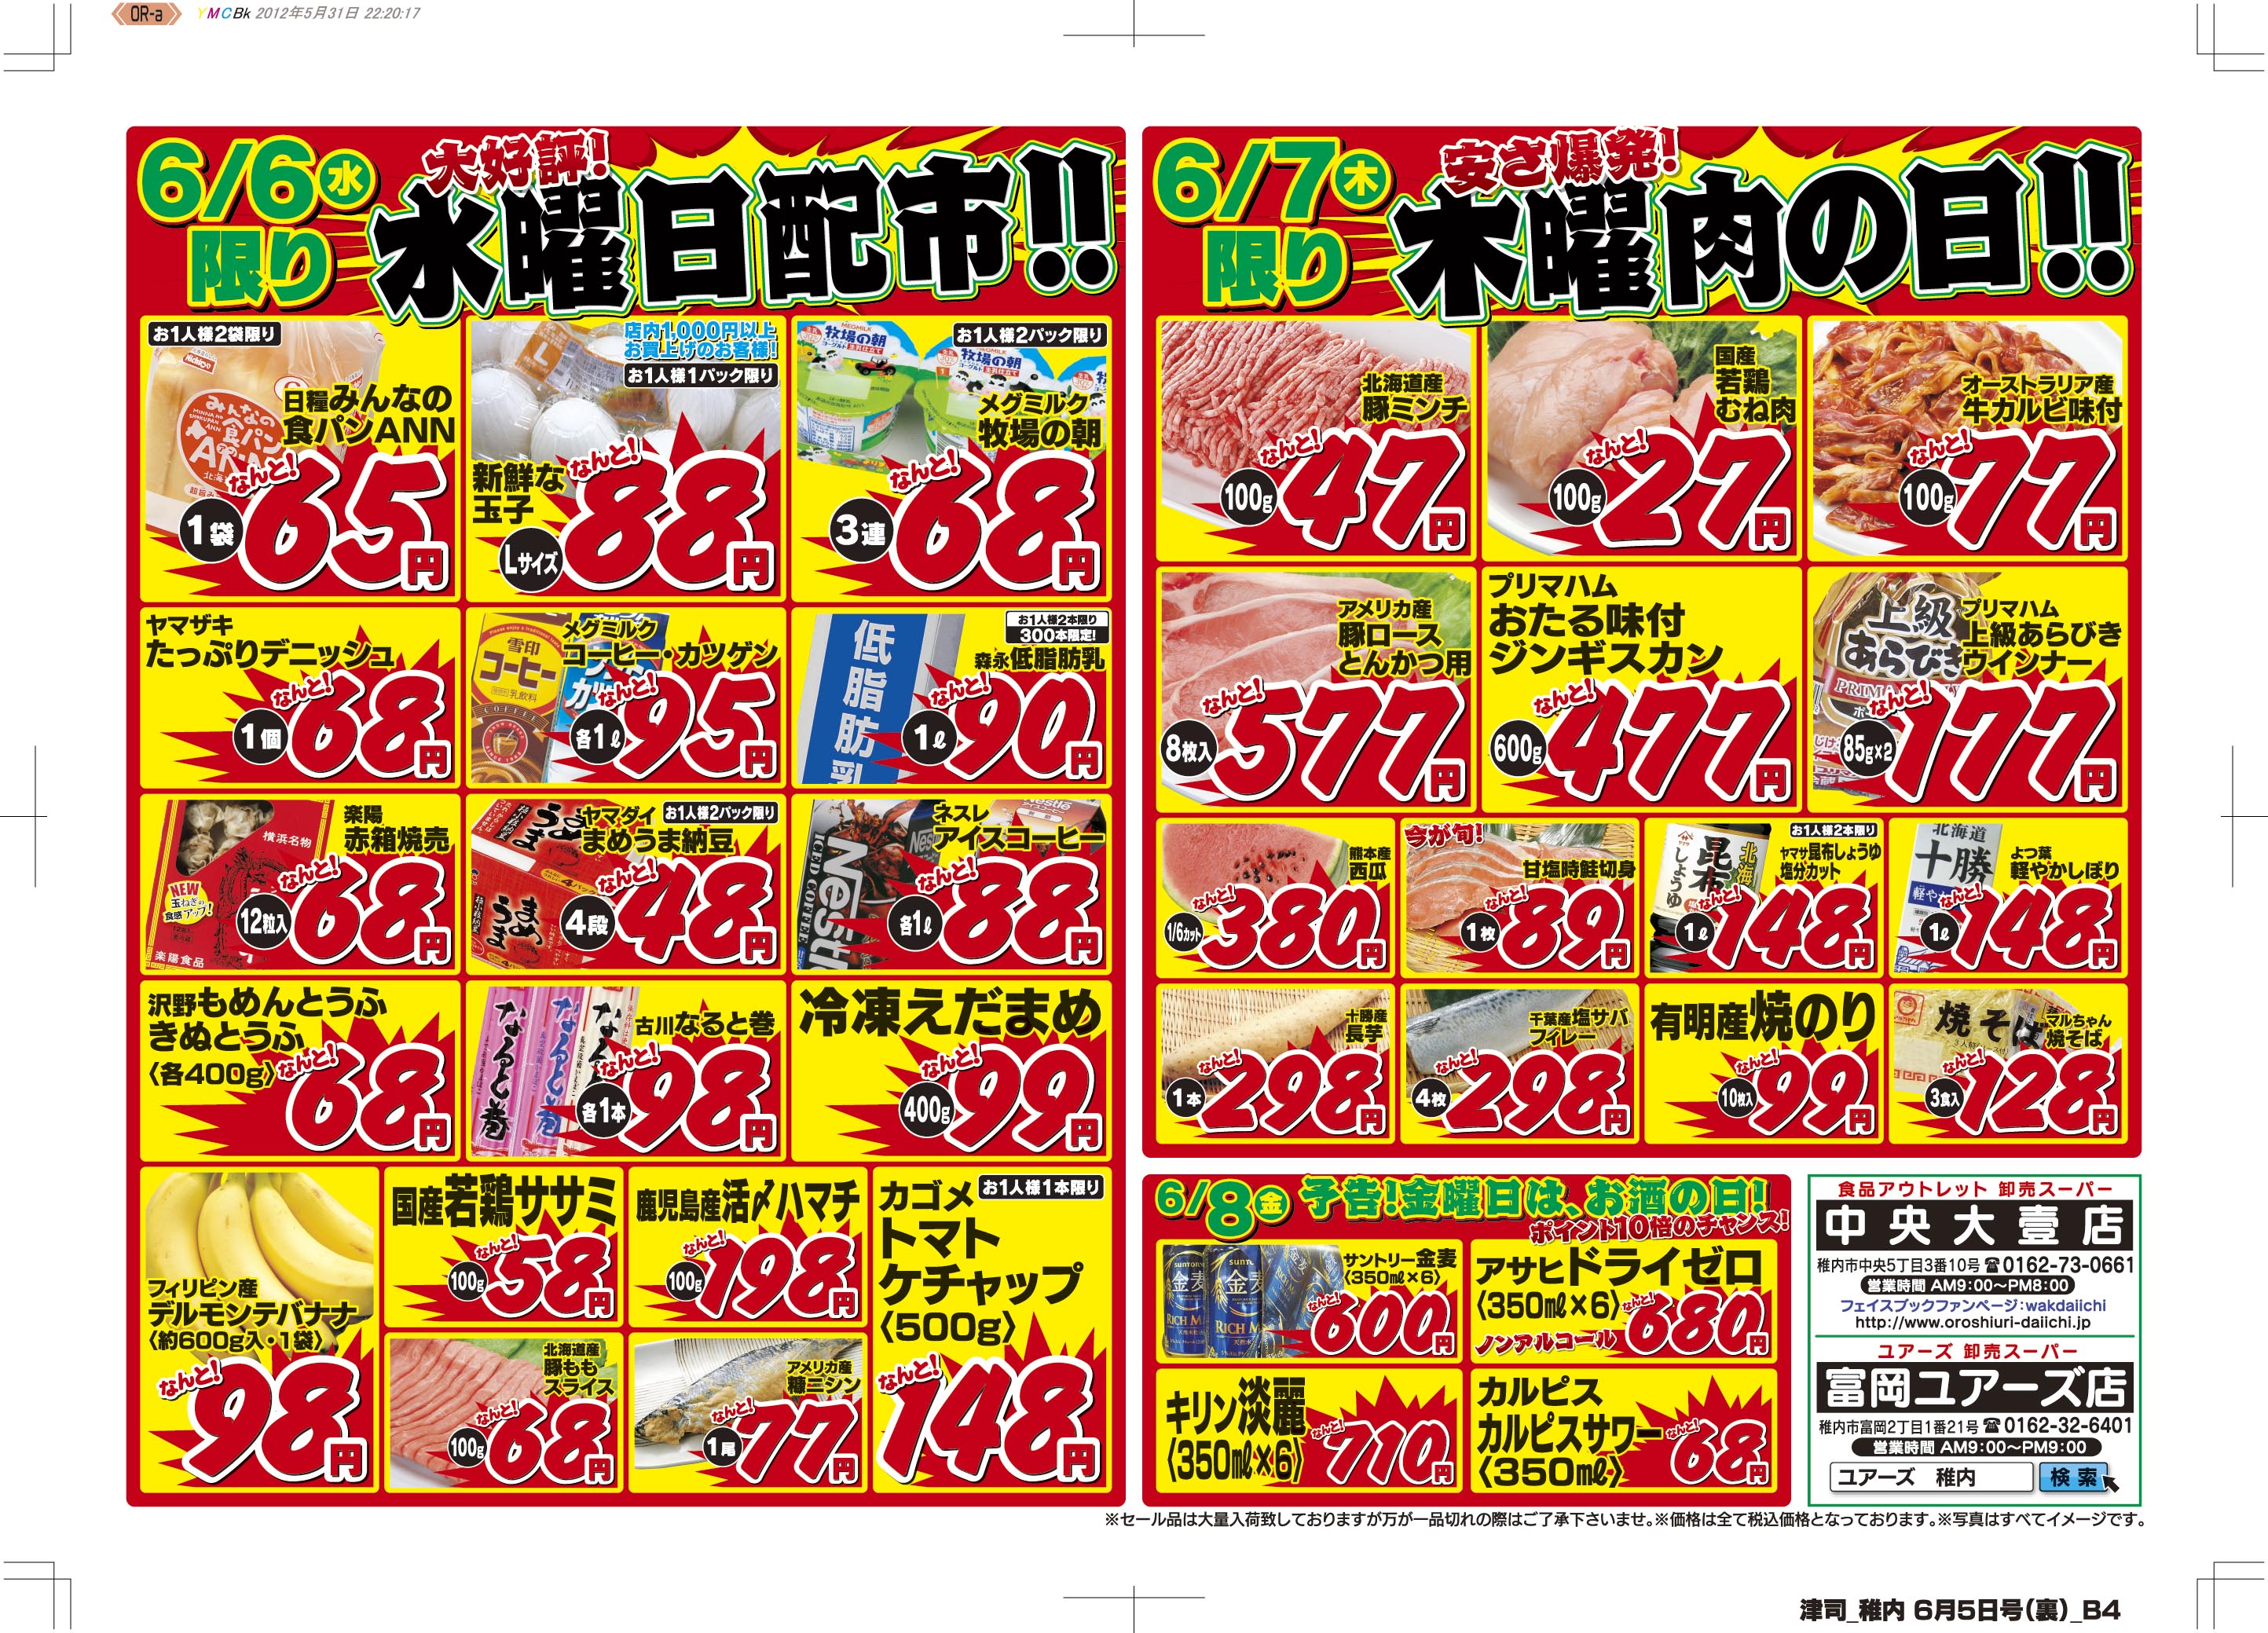 OR-a
YMCBk 2012年5月31日 22:20:17
6/6水
限り
大好評!
水曜日配市!!
お1人様2袋限り
日糧みんなの
食パンANN
なんと!
1袋
65円
店内1,000円以上
お買上げのお客様!
お1人様1パック限り
新鮮な
玉子
なんと!
Lサイズ
88円
お1人様2パック限り
メグミルク
牧場の朝
なんと!
3連
68円
ヤマザキ
たっぷりデニッシュ
なんと!
1個
68円
雪印
コーヒー
メグミルク
コーヒー・カツゲン
なんと!
各1ℓ
95円
低脂肪乳
お1人様2本限り
300本限定!
森永低脂肪乳
なんと!
1ℓ
90円
横浜名物
NEW
玉ねぎの
食感アップ!
楽陽食品
楽陽
赤箱焼売
なんと!
12粒入
68円
ヤマダイ
お1人様2パック限り
まめうま納豆
なんと!
4段
48円
ネスレ
アイスコーヒー
なんと!
各1ℓ
88円
沢野もめんとうふ
きぬとうふ
〈各400g〉
なんと!
68円
なると巻
古川なると巻
なんと!
各1本
98円
冷凍えだまめ
なんと!
400g
99円
フィリピン産
デルモンテバナナ
〈約600g入・1袋〉
なんと!
98円
国産若鶏ササミ
なんと!
100g
58円
鹿児島産活〆ハマチ
なんと!
100g
198円
北海道産
豚もも
スライス
なんと!
100g
68円
アメリカ産
糠ニシン
なんと!
1尾
77円
カゴメ
お1人様1本限り
トマト
ケチャップ
〈500g〉
なんと!
148円
6/7木
限り
安さ爆発!
木曜肉の日!!
北海道産
豚ミンチ
なんと!
100g
47円
国産
若鶏
むね肉
なんと!
100g
27円
オーストラリア産
牛カルビ味付
なんと!
100g
77円
アメリカ産
豚ロース
とんかつ用
なんと!
8枚入
577円
プリマハム
おたる味付
ジンギスカン
なんと!
600g
477円
上級
あらびき
プリマハム
上級あらびき
ウインナー
なんと!
85g×2
177円
熊本産
西瓜
なんと!
1/6カット
380円
今が旬!
甘塩時鮭切身
なんと!
1枚
89円
昆布
しょうゆ
お1人様2本限り
ヤマサ昆布しょうゆ
塩分カット
なんと!
1ℓ
148円
北海道
十勝
よつ葉
軽やかしぼり
なんと!
1ℓ
148円
十勝産
長芋
なんと!
1本
298円
千葉産塩サバ
フィレー
なんと!
4枚
298円
有明産焼のり
なんと!
10枚入
99円
焼そば
マルちゃん
焼そば
なんと!
3食入
128円
6/8金 予告!金曜日は、お酒の日!
ポイント10倍のチャンス!
サントリー金麦
〈350㎖×6〉
なんと!
600円
アサヒドライゼロ
〈350㎖×6〉
ノンアルコール
なんと!
680円
キリン淡麗
〈350㎖×6〉
なんと!
710円
カルピス
カルピスサワー
〈350㎖〉
なんと!
68円
食品アウトレット 卸売スーパー
中央大壹店
稚内市中央5丁目3番10号☎0162-73-0661
営業時間 AM9:00～PM8:00
フェイスブックファンページ:wakdaiichi
http://www.oroshiuri-daiichi.jp
ユアーズ 卸売スーパー
富岡ユアーズ店
稚内市富岡2丁目1番21号☎0162-32-6401
営業時間 AM9:00～PM9:00
ユアーズ 稚内 検索
※セール品は大量入荷致しておりますが万が一品切れの際はご了承下さいませ。※価格は全て税込価格となっております。※写真はすべてイメージです。
津司_稚内 6月5日号(裏)_B4